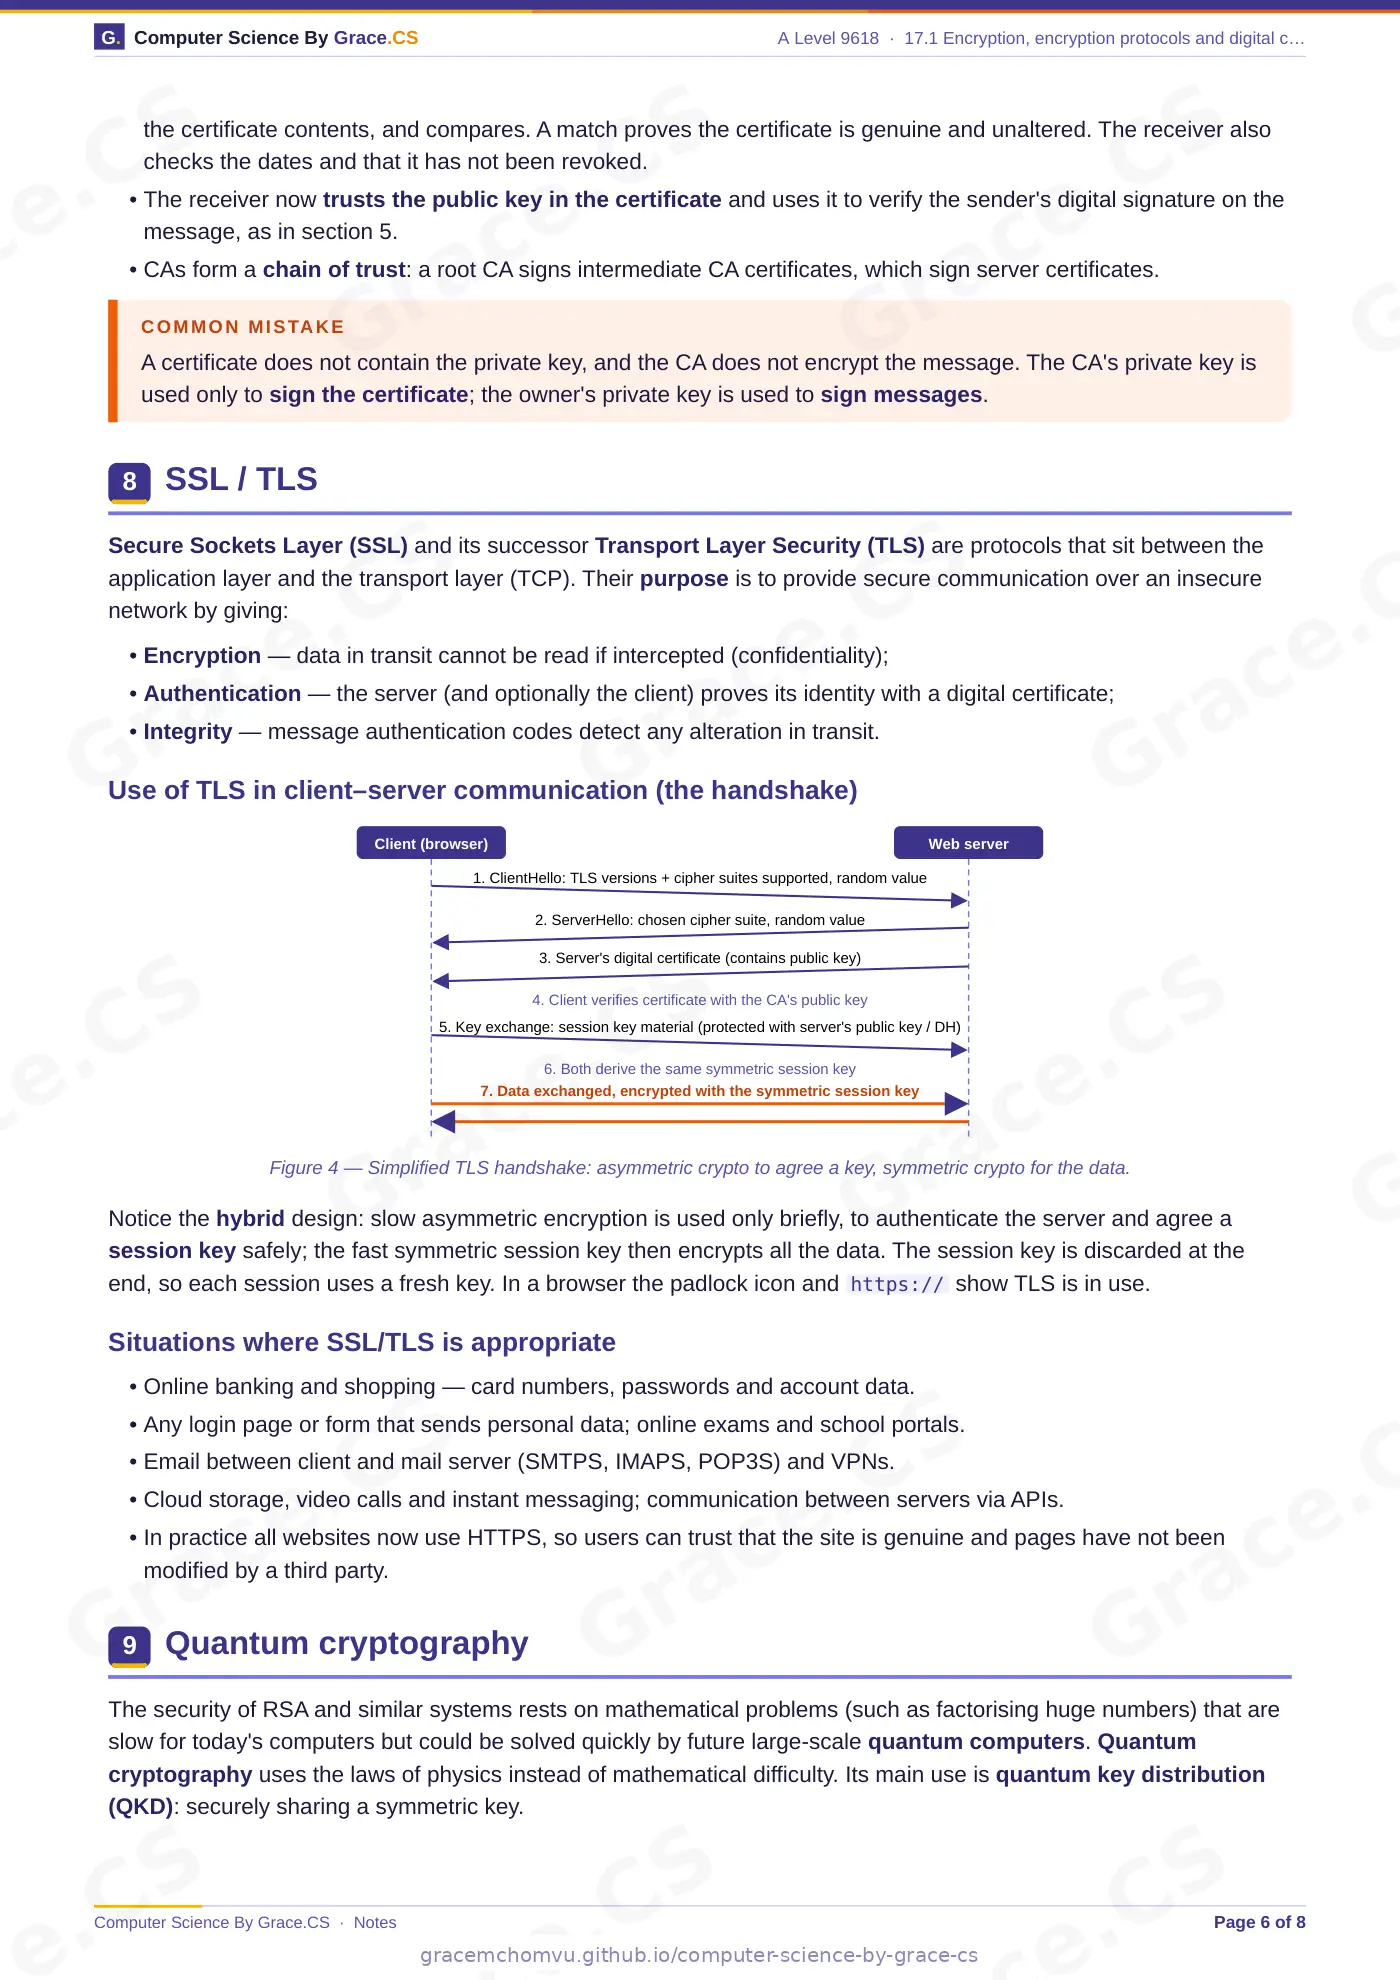 G. Computer Science By Grace.CS
A Level 9618 · 17.1 Encryption, encryption protocols and digital c…
the certificate contents, and compares. A match proves the certificate is genuine and unaltered. The receiver also
checks the dates and that it has not been revoked.
• The receiver now trusts the public key in the certificate and uses it to verify the sender's digital signature on the
message, as in section 5.
• CAs form a chain of trust: a root CA signs intermediate CA certificates, which sign server certificates.
COMMON MISTAKE
A certificate does not contain the private key, and the CA does not encrypt the message. The CA's private key is
used only to sign the certificate; the owner's private key is used to sign messages.
8 SSL / TLS
Secure Sockets Layer (SSL) and its successor Transport Layer Security (TLS) are protocols that sit between the
application layer and the transport layer (TCP). Their purpose is to provide secure communication over an insecure
network by giving:
• Encryption — data in transit cannot be read if intercepted (confidentiality);
• Authentication — the server (and optionally the client) proves its identity with a digital certificate;
• Integrity — message authentication codes detect any alteration in transit.
Use of TLS in client–server communication (the handshake)
Client (browser)
Web server
1. ClientHello: TLS versions + cipher suites supported, random value
2. ServerHello: chosen cipher suite, random value
3. Server's digital certificate (contains public key)
4. Client verifies certificate with the CA's public key
5. Key exchange: session key material (protected with server's public key / DH)
6. Both derive the same symmetric session key
7. Data exchanged, encrypted with the symmetric session key
Figure 4 — Simplified TLS handshake: asymmetric crypto to agree a key, symmetric crypto for the data.
Notice the hybrid design: slow asymmetric encryption is used only briefly, to authenticate the server and agree a
session key safely; the fast symmetric session key then encrypts all the data. The session key is discarded at the
end, so each session uses a fresh key. In a browser the padlock icon and https:// show TLS is in use.
Situations where SSL/TLS is appropriate
• Online banking and shopping — card numbers, passwords and account data.
• Any login page or form that sends personal data; online exams and school portals.
• Email between client and mail server (SMTPS, IMAPS, POP3S) and VPNs.
• Cloud storage, video calls and instant messaging; communication between servers via APIs.
• In practice all websites now use HTTPS, so users can trust that the site is genuine and pages have not been
modified by a third party.
9 Quantum cryptography
The security of RSA and similar systems rests on mathematical problems (such as factorising huge numbers) that are
slow for today's computers but could be solved quickly by future large-scale quantum computers. Quantum
cryptography uses the laws of physics instead of mathematical difficulty. Its main use is quantum key distribution
(QKD): securely sharing a symmetric key.
Computer Science By Grace.CS · Notes
Page 6 of 8
gracemchomvu.github.io/computer-science-by-grace-cs